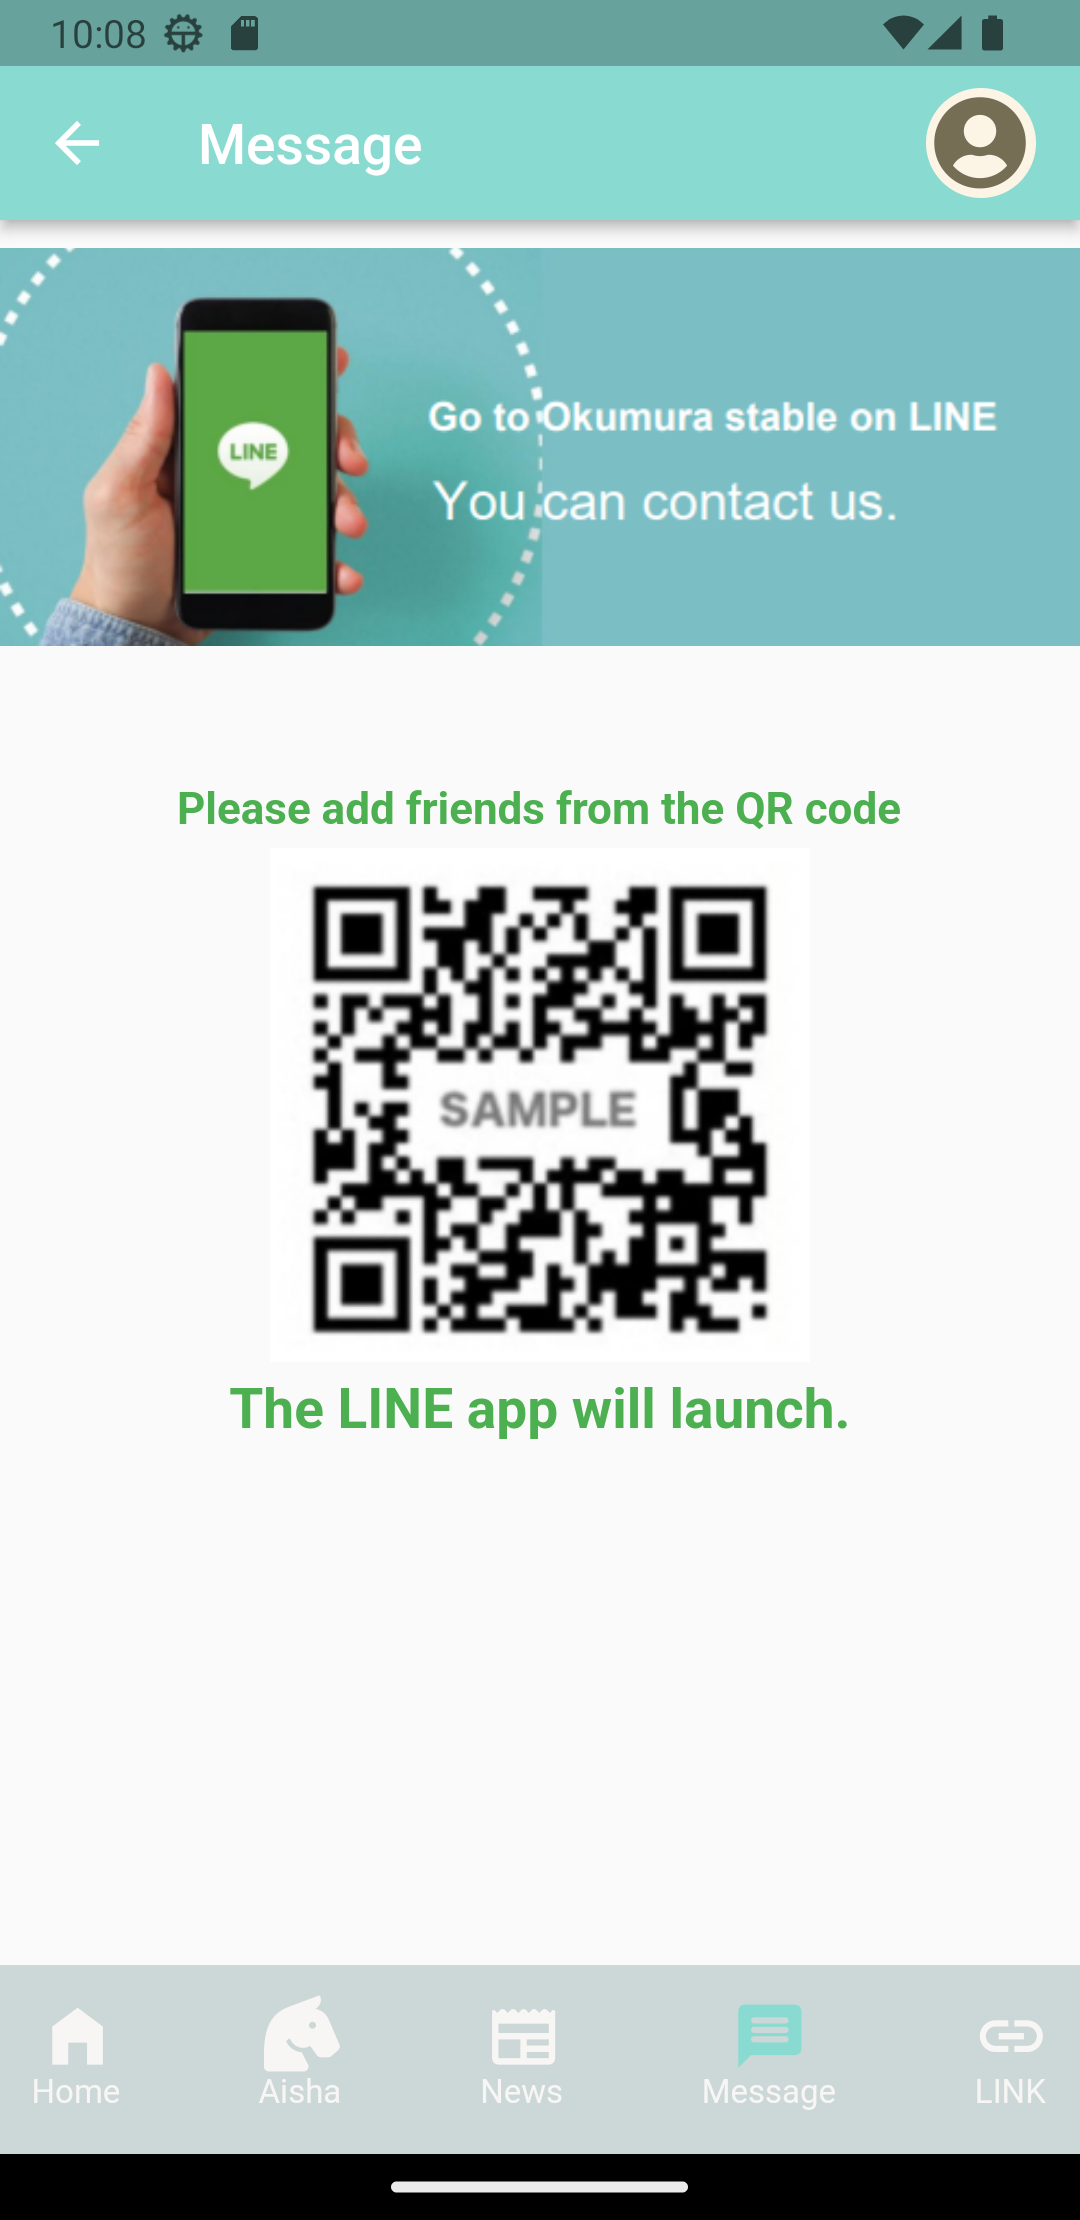 10:08
Message
LINE
Go to Okumura stable on LINE
You can contact us.
Please add friends from the QR code
SAMPLE
The LINE app will launch.
Home
Aisha
News
Message
LINK